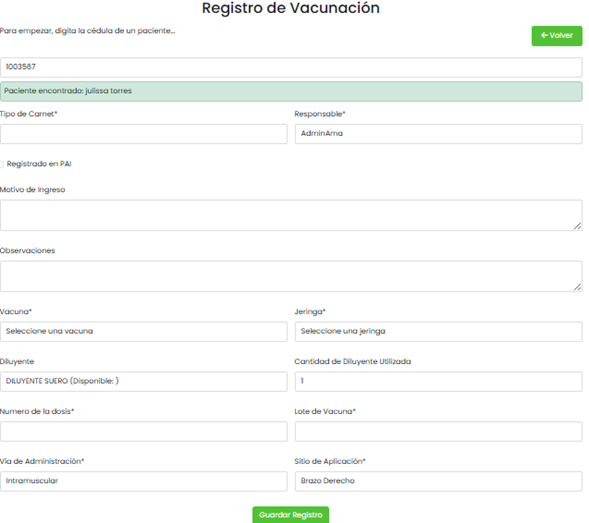 Registro de Vacunación
Para empezar, digita la cédula de un paciente...
← Volver
1003567
Paciente encontrado: julissa torres
Tipo de Carnet*
Responsable*
AdminAma
Registrado en PAI
Motivo de Ingreso
Observaciones
Vacuna*
Jeringa*
Seleccione una vacuna
Seleccione una jeringa
Diluyente
Cantidad de Diluyente Utilizada
DILUYENTE SUERO (Disponible: )
1
Numero de la dosis*
Lote de Vacuna*
Vía de Administración*
Sitio de Aplicación*
Intramuscular
Brazo Derecho
Guardar Registro